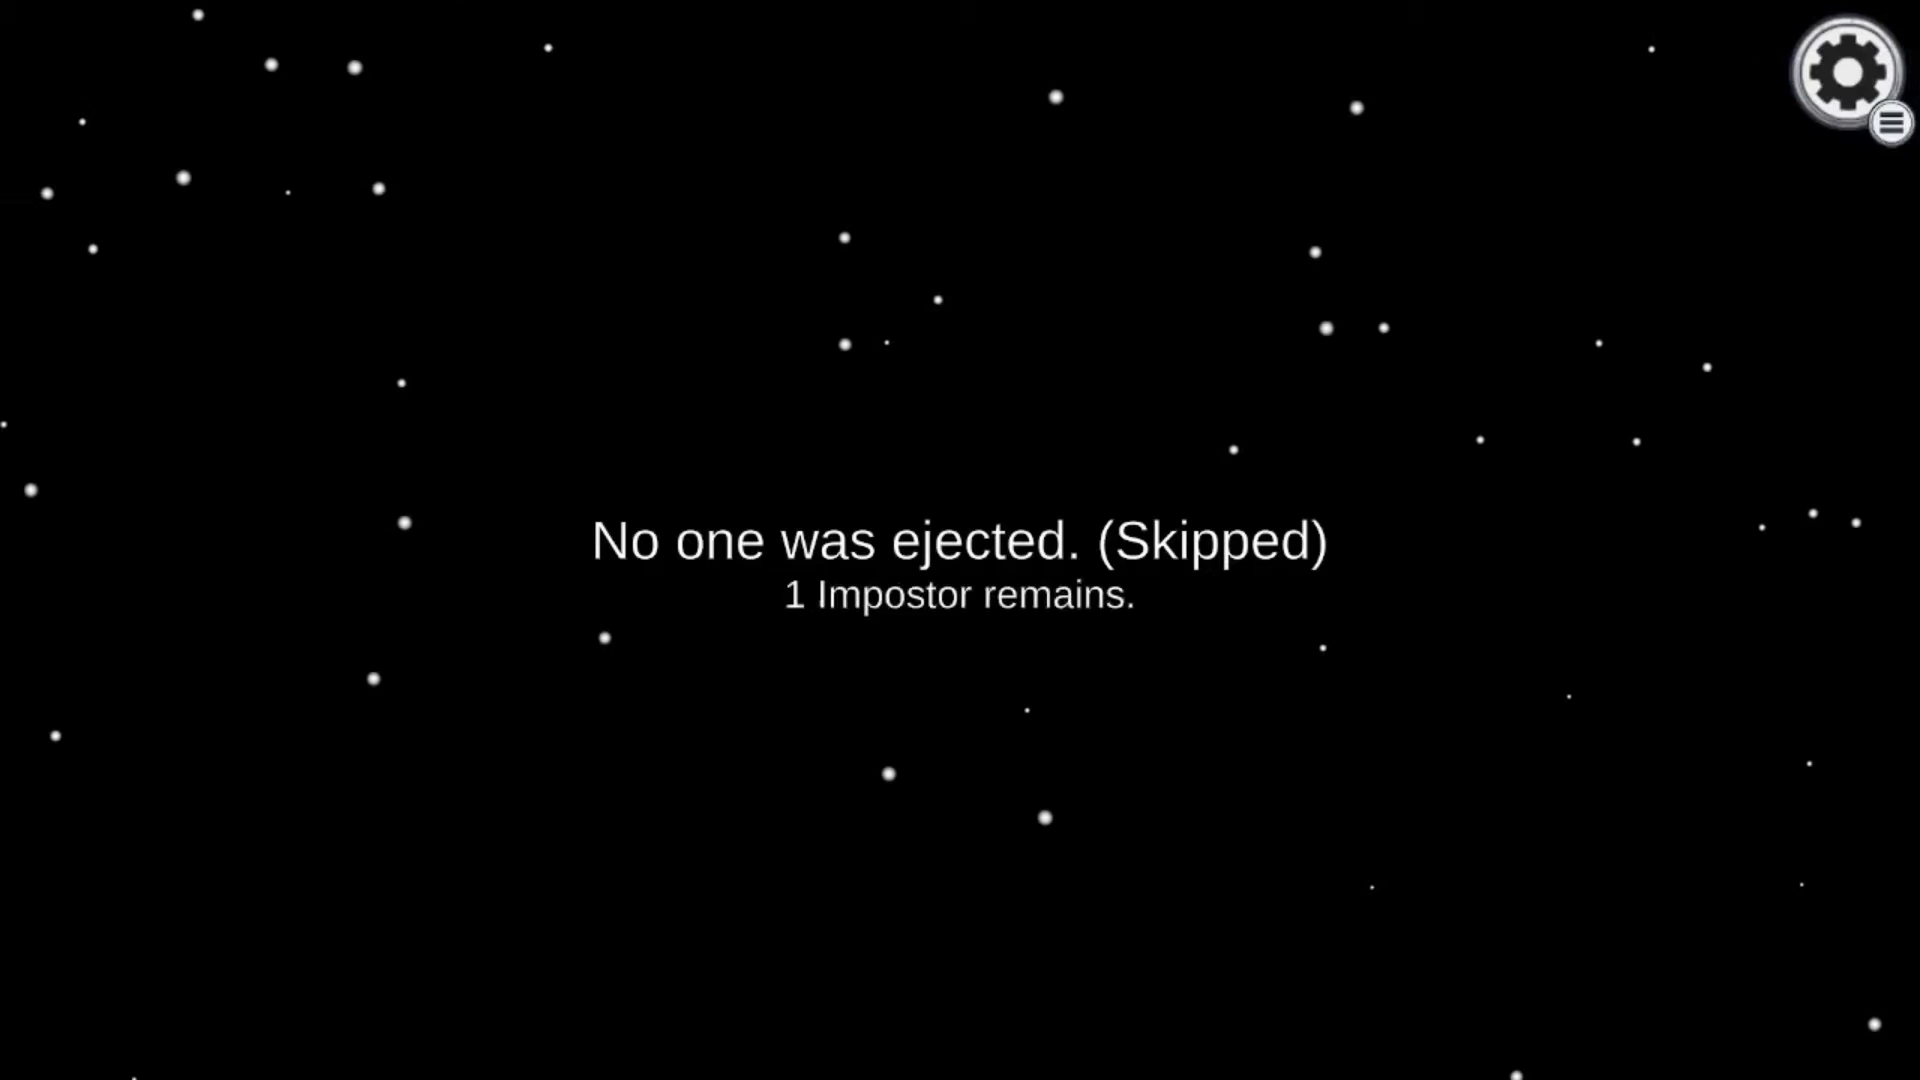 No one was ejected. (Skipped)
1 Impostor remains.